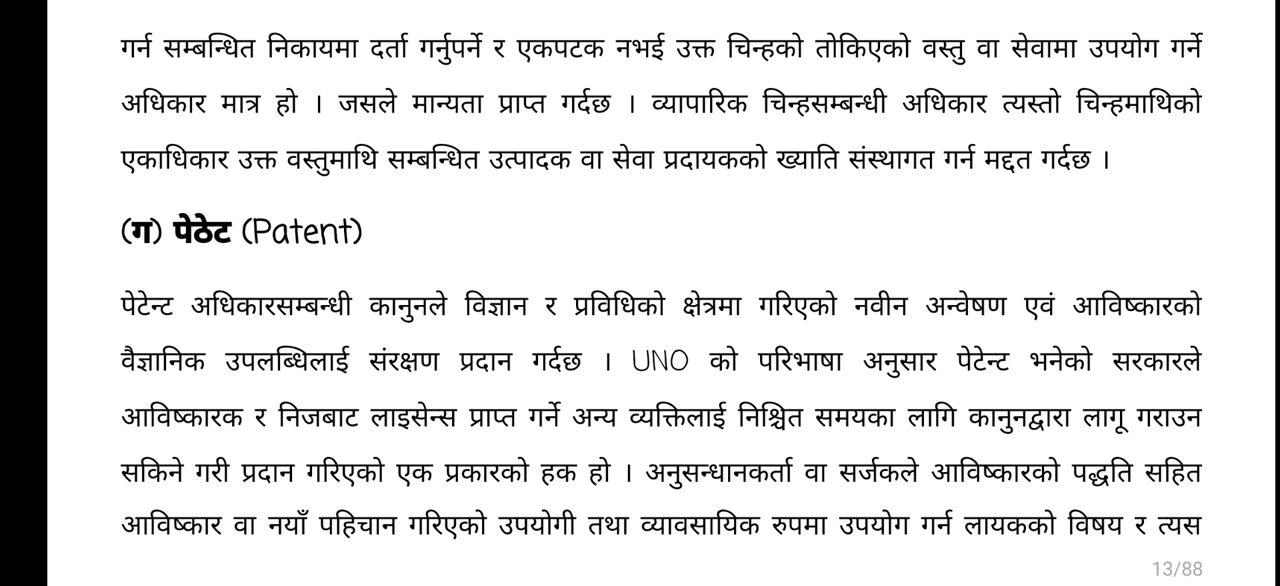 गर्न सम्बन्धित निकायमा दर्ता गर्नुपर्ने र एकपटक नभई उक्त चिन्हको तोकिएको वस्तु वा सेवामा उपयोग गर्ने
अधिकार मात्र हो । जसले मान्यता प्राप्त गर्दछ । व्यापारिक चिन्हसम्बन्धी अधिकार त्यस्तो चिन्हमाथिको
एकाधिकार उक्त वस्तुमाथि सम्बन्धित उत्पादक वा सेवा प्रदायकको ख्याति संस्थागत गर्न मद्दत गर्दछ ।
(ग) पेठेट (Patent)
पेटेन्ट अधिकारसम्बन्धी कानुनले विज्ञान र प्रविधिको क्षेत्रमा गरिएको नवीन अन्वेषण एवं आविष्कारको
वैज्ञानिक उपलब्धिलाई संरक्षण प्रदान गर्दछ । UNO को परिभाषा अनुसार पेटेन्ट भनेको सरकारले
आविष्कारक र निजबाट लाइसेन्स प्राप्त गर्ने अन्य व्यक्तिलाई निश्चित समयका लागि कानुनद्वारा लागू गराउन
सकिने गरी प्रदान गरिएको एक प्रकारको हक हो । अनुसन्धानकर्ता वा सर्जकले आविष्कारको पद्धति सहित
आविष्कार वा नयाँ पहिचान गरिएको उपयोगी तथा व्यावसायिक रुपमा उपयोग गर्न लायकको विषय र त्यस
13/88